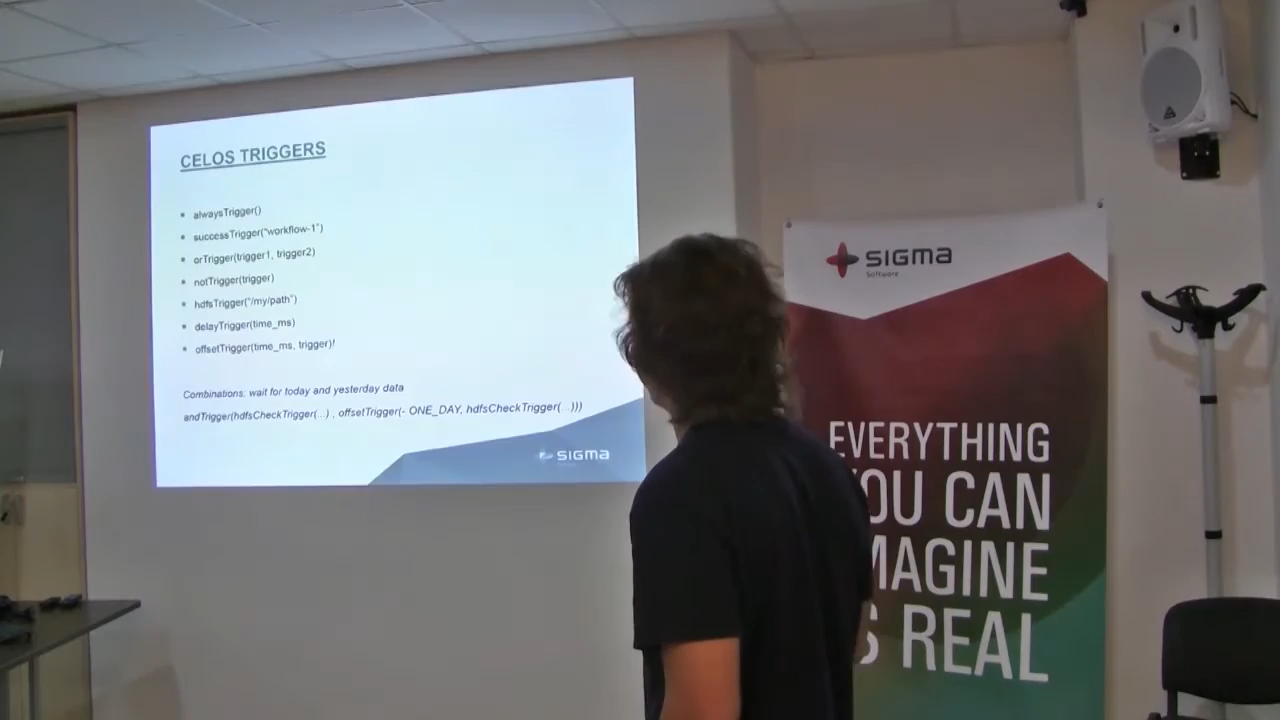 CELOS TRIGGERS
alwaysTrigger()
successTrigger("workflow-1")
orTrigger(trigger1, trigger2)
notTrigger(trigger)
hdfsTrigger("/my/path")
delayTrigger(time_ms)
offsetTrigger(time_ms, trigger)!
Combinations: wait for today and yesterday data
andTrigger(hdfsCheckTrigger(...) , offsetTrigger(- ONE_DAY, hdfsCheckTrigger(...)))
SIGMA
SIGMA
Software
EVERYTHING
OU CAN
MAGINE
S REAL